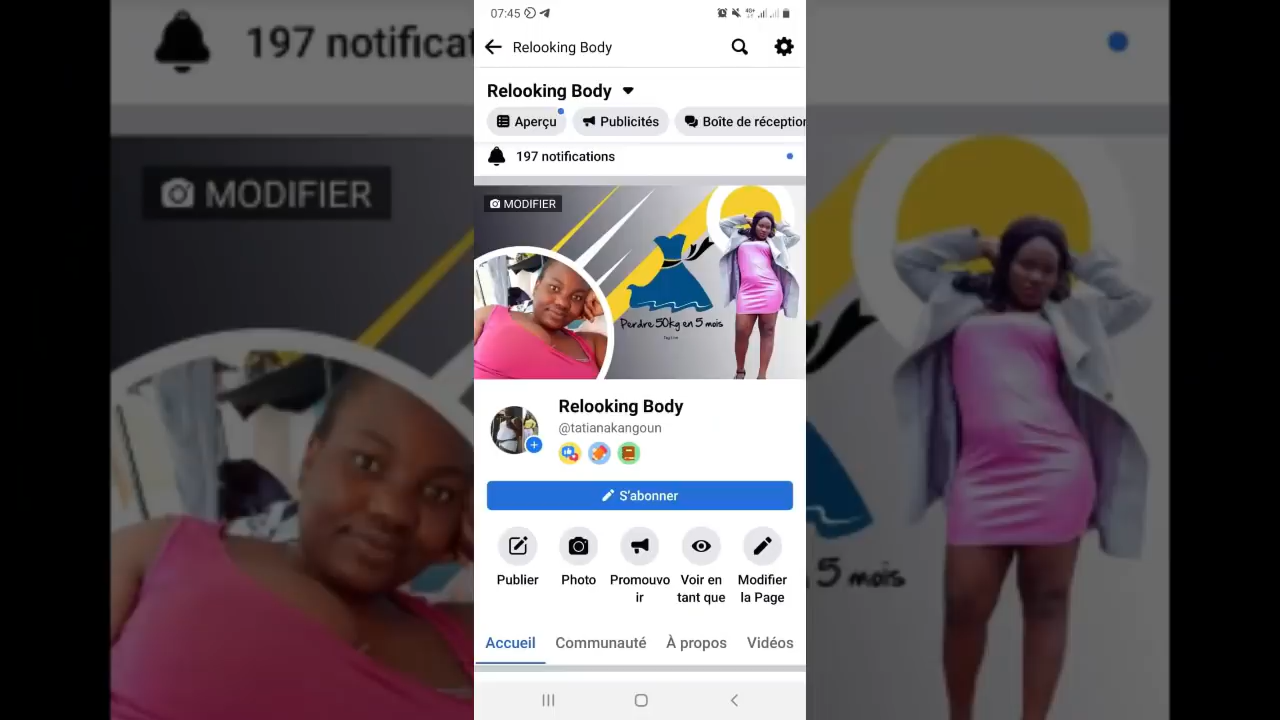 07:45
Relooking Body
Relooking Body
Aperçu
Publicités
Boîte de réception
197 notifications
MODIFIER
Perdre 50kg en 5 mois
Relooking Body
@tatianakangoun
S'abonner
Publier
Photo
Promouvo
ir
Voir en
tant que
Modifier
la Page
Accueil
Communauté
À propos
Vidéos
197 notificat
MODIFIER
5 mois